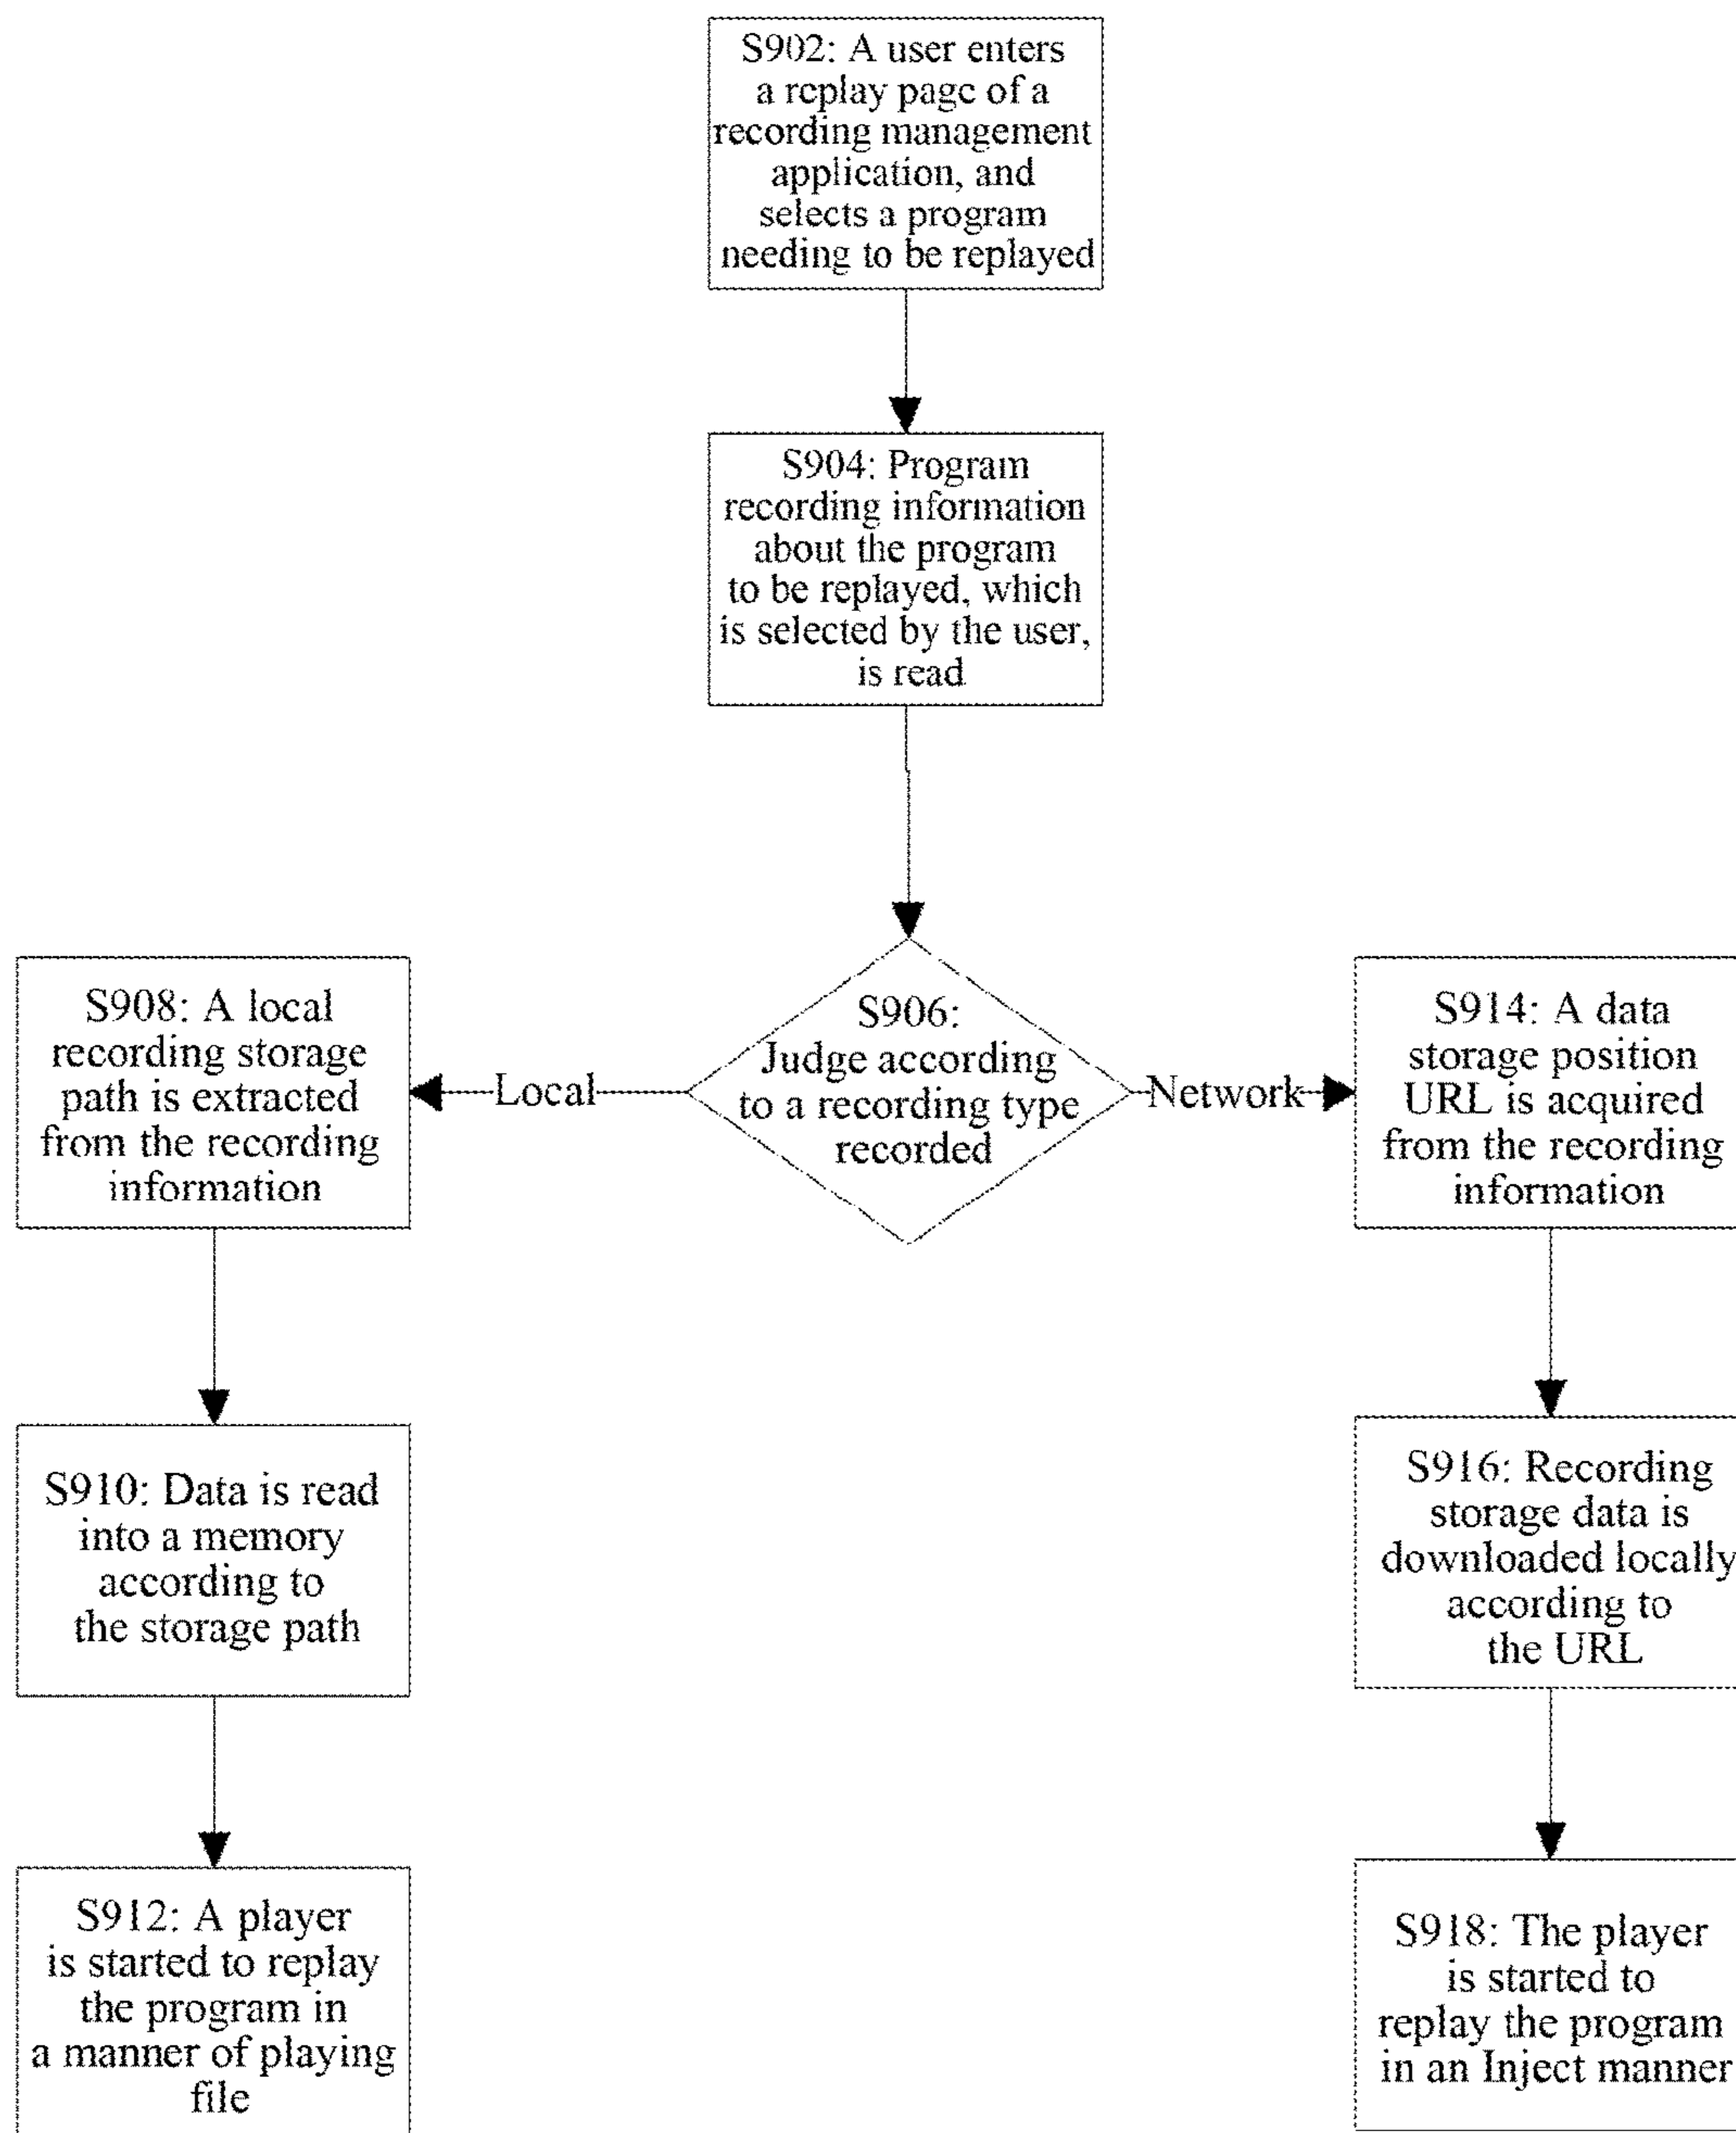 S902: A user enters
a replay page of a
recording management
application, and
selects a program
needing to be replayed
S904: Program
recording information
about the program
to be replayed, which
is selected by the user,
is read
S906:
Judge according
to a recording type
recorded
Local
Network
S908: A local
recording storage
path is extracted
from the recording
information
S910: Data is read
into a memory
according to
the storage path
S912: A player
is started to replay
the program in
a manner of playing
file
S914: A data
storage position
URL is acquired
from the recording
information
S916: Recording
storage data is
downloaded locally
according to
the URL
S918: The player
is started to
replay the program
in an Inject manner